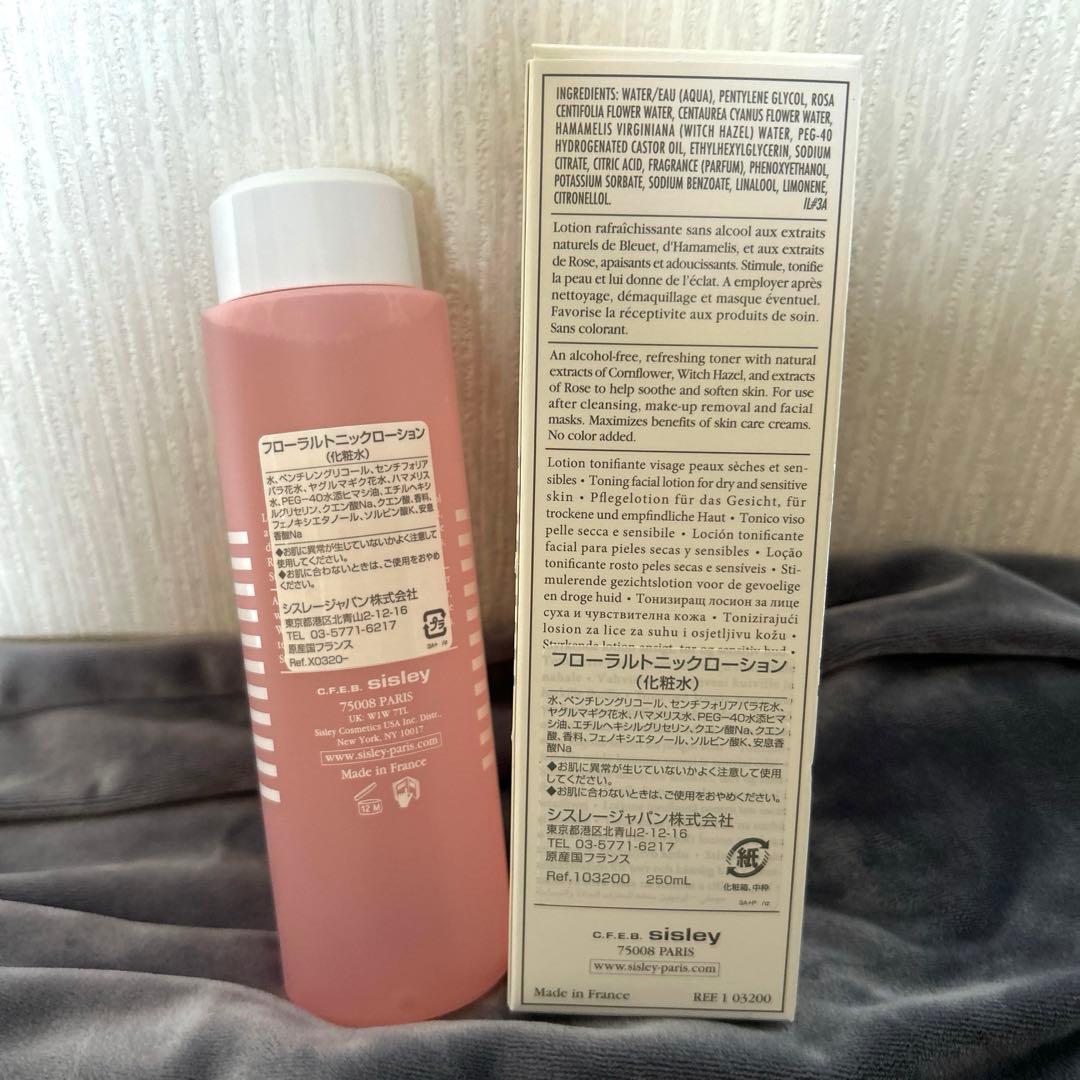 フローラルトニックローション
(化粧水)
水、ペンチレングリコール、センチフォリア
バラ花水、ヤグルマギク花水、ハマメリス
水、PEG-40水添ヒマシ油、エチルヘキシ
ルグリセリン、クエン酸Na、クエン酸、香料、
フェノキシエタノール、ソルビン酸K、安息
香酸Na
◆お肌に異常が生じていないかよく注意して
使用してください。
◆お肌に合わないときは、ご使用をおやめ
ください。
シスレージャパン株式会社
東京都港区北青山2-12-16
TEL 03-5771-6217
原産国フランス
Ref.X0320-
プラ
3A+
C.F.E.B. sisley
75008 PARIS
UK: W1W 7TL
Sisley Cosmetics USA Inc. Distr.
New York, NY 10017
www.sisley-paris.com
Made in France
12 M
INGREDIENTS: WATER/EAU (AQUA), PENTYLENE GLYCOL, ROSA
CENTIFOLIA FLOWER WATER, CENTAUREA CYANUS FLOWER WATER,
HAMAMELIS VIRGINIANA (WITCH HAZEL) WATER, PEG-40
HYDROGENATED CASTOR OIL, ETHYLHEXYLGLYCERIN, SODIUM
CITRATE, CITRIC ACID, FRAGRANCE (PARFUM), PHENOXYETHANOL,
POTASSIUM SORBATE, SODIUM BENZOATE, LINALOOL, LIMONENE,
CITRONELLOL. IL#3A
Lotion rafraîchissante sans alcool aux extraits
naturels de Bleuet, d'Hamamelis, et aux extraits
de Rose, apaisants et adoucissants. Stimule, tonifie
la peau et lui donne de l'éclat. A employer après
nettoyage, démaquillage et masque éventuel.
Favorise la réceptivite aux produits de soin.
Sans colorant.
An alcohol-free, refreshing toner with natural
extracts of Cornflower, Witch Hazel, and extracts
of Rose to help soothe and soften skin. For use
after cleansing, make-up removal and facial
masks. Maximizes benefits of skin care creams.
No color added.
Lotion tonifiante visage peaux sèches et sen-
sibles • Toning facial lotion for dry and sensitive
skin • Pflegelotion für das Gesicht, für
trockene und empfindliche Haut • Tonico viso
pelle secca e sensibile • Loción tonificante
facial para pieles secas y sensibles • Loção
tonificante rosto peles secas e sensíveis • Sti-
mulerende gezichtslotion voor de gevoelige
en droge huid • Тонизиращ лосион за лице
суха и чувствителна кожа • Tonizirajući
losion za lice za suhu i osjetljivu kožu •
フローラルトニックローション
(化粧水)
水、ペンチレングリコール、センチフォリアバラ花水、
ヤグルマギク花水、ハマメリス水、PEG-40水添ヒマ
シ油、エチルヘキシルグリセリン、クエン酸Na、クエン
酸、香料、フェノキシエタノール、ソルビン酸K、安息香
酸Na
◆お肌に異常が生じていないかよく注意して使用
してください。
◆お肌に合わないときは、ご使用をおやめください。
シスレージャパン株式会社
東京都港区北青山2-12-16
TEL 03-5771-6217
原産国フランス
Ref.103200 250mL
紙
化粧箱、中枠
3A+P
C.F.E.B. sisley
75008 PARIS
www.sisley-paris.com
Made in France REF 1 03200